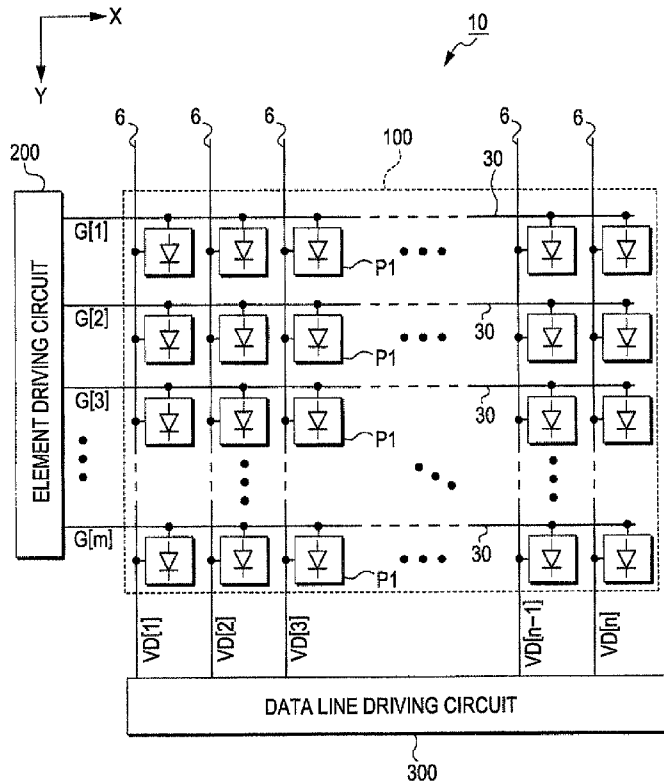 X
10
Y
6 6 6 6 6
200 100 30
G[1]
P1
G[2]
30
P1
G[3]
30
P1
G[m]
30
P1
ELEMENT DRIVING CIRCUIT
VD[1] VD[2] VD[3] VD[n-1] VD[n]
DATA LINE DRIVING CIRCUIT
300